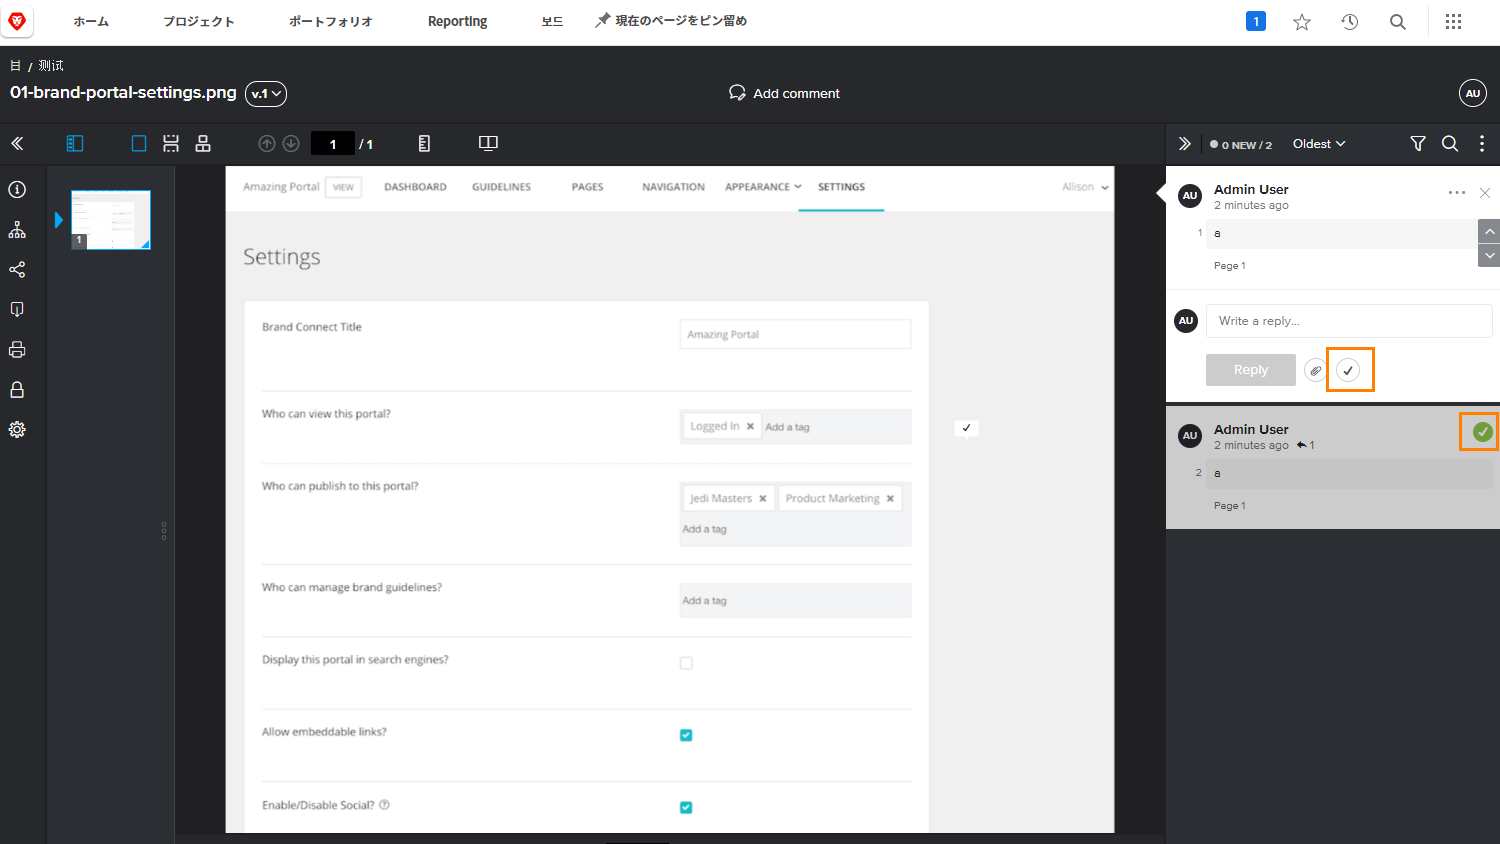 ホーム プロジェクト ポートフォリオ Reporting 보드 現在のページをピン留め 1
目 / 测试
01-brand-portal-settings.png v.1 Add comment AU
1 / 1 0 NEW / 2 Oldest
Amazing Portal VIEW DASHBOARD GUIDELINES PAGES NAVIGATION APPEARANCE SETTINGS Allison
1
Settings
Brand Connect Title Amazing Portal
Who can view this portal? Logged In × Add a tag
Who can publish to this portal? Jedi Masters × Product Marketing ×
Add a tag
Who can manage brand guidelines? Add a tag
Display this portal in search engines?
Allow embeddable links?
Enable/Disable Social? ?
AU Admin User
2 minutes ago
1 a
Page 1
AU Write a reply...
Reply
AU Admin User
2 minutes ago 1
2 a
Page 1